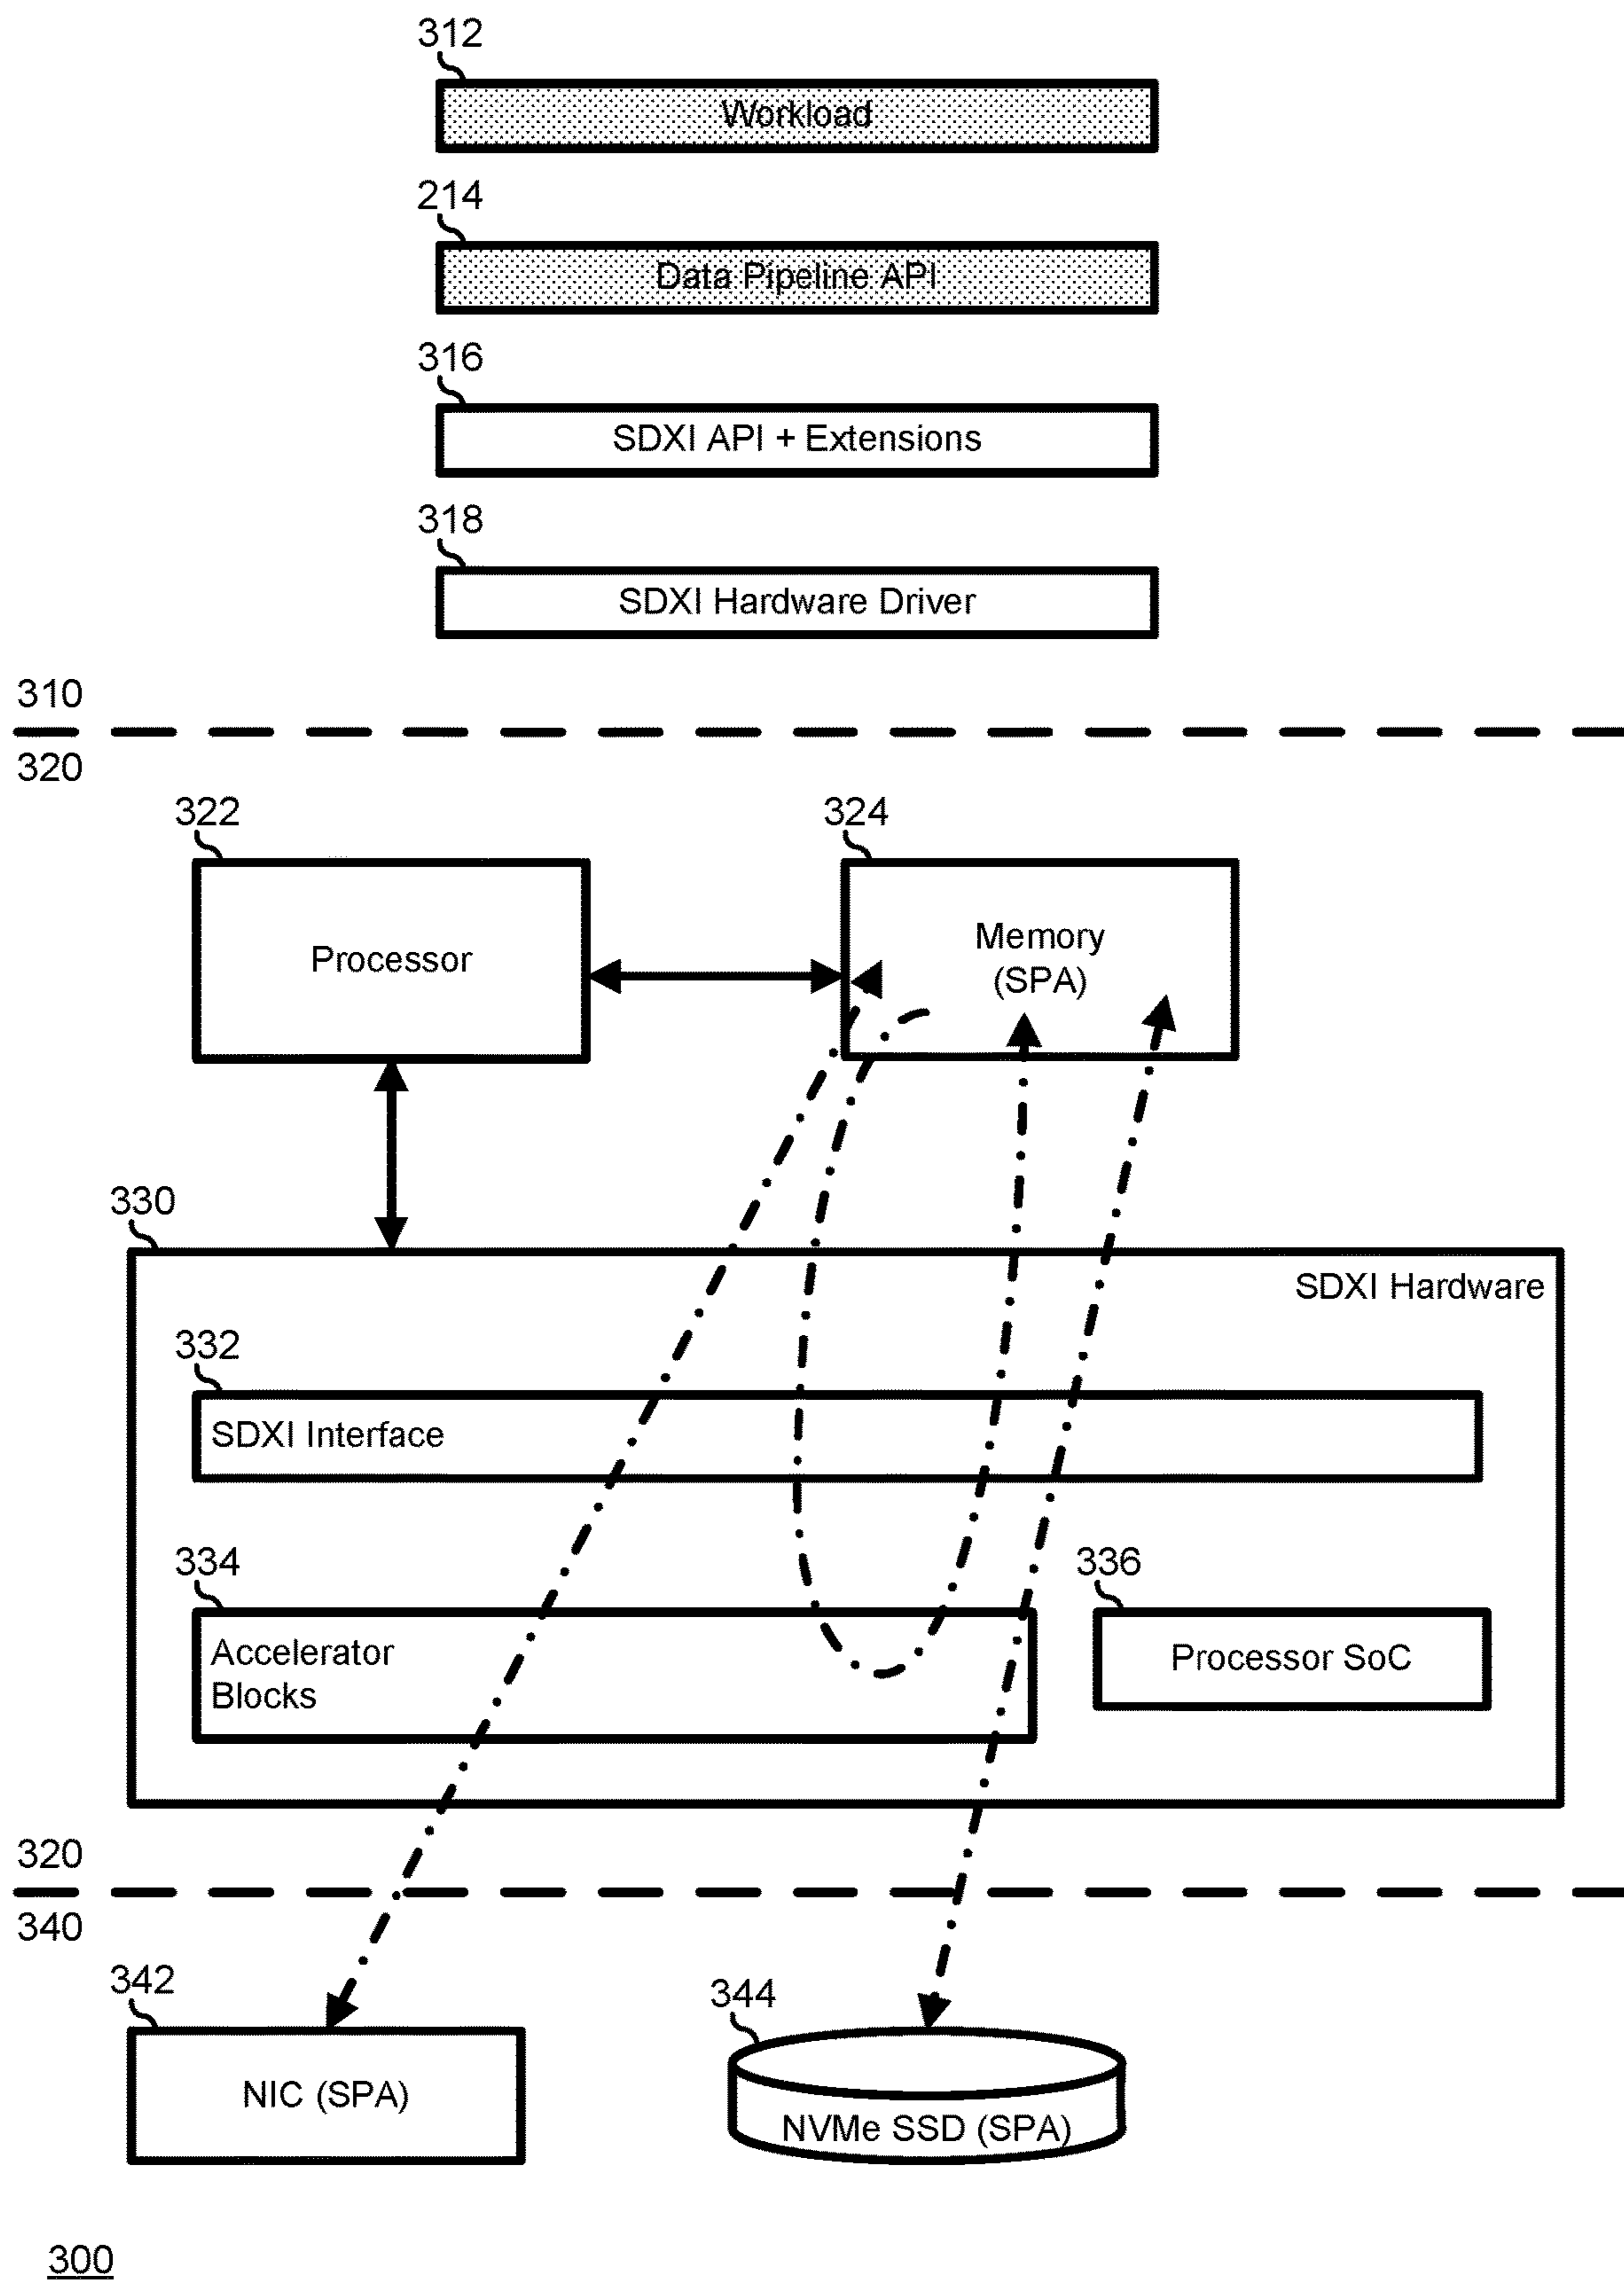 312
Workload
214
Data Pipeline API
316
SDXI API + Extensions
318
SDXI Hardware Driver
310
320
322
324
Processor
Memory
(SPA)
330
SDXI Hardware
332
SDXI Interface
334
336
Accelerator
Blocks
Processor SoC
320
340
342
344
NIC (SPA)
NVMe SSD (SPA)
300